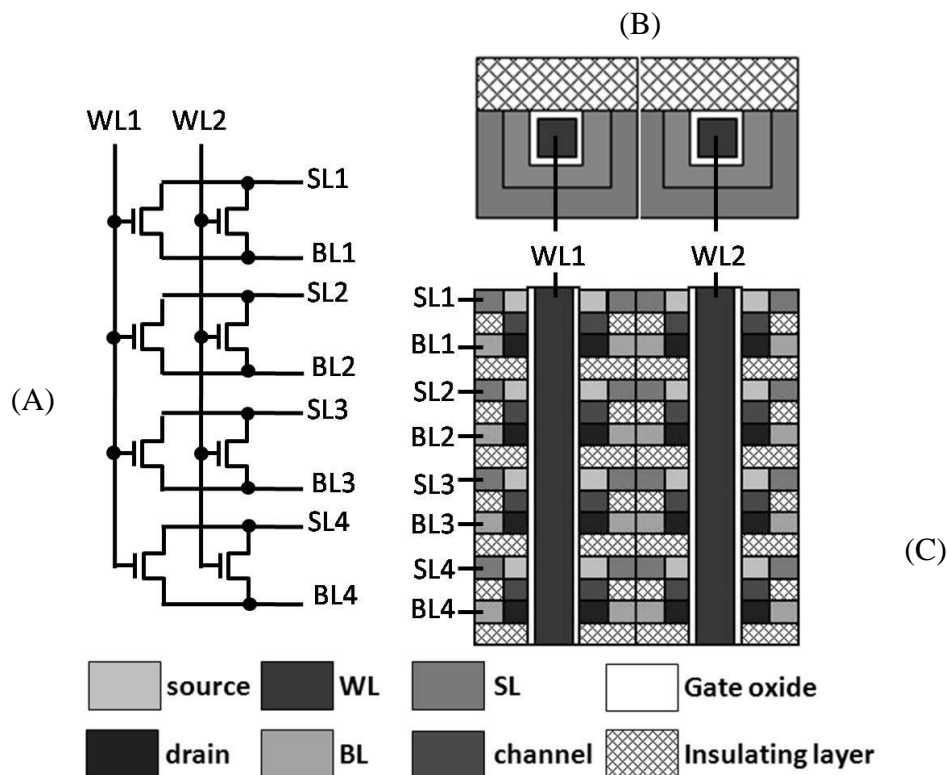 (B)
WL1 WL2
SL1
BL1
SL2
BL2
SL3
BL3
SL4
BL4
(A)
WL1 WL2
SL1
BL1
SL2
BL2
SL3
BL3
SL4
BL4
(C)
source WL SL Gate oxide
drain BL channel Insulating layer